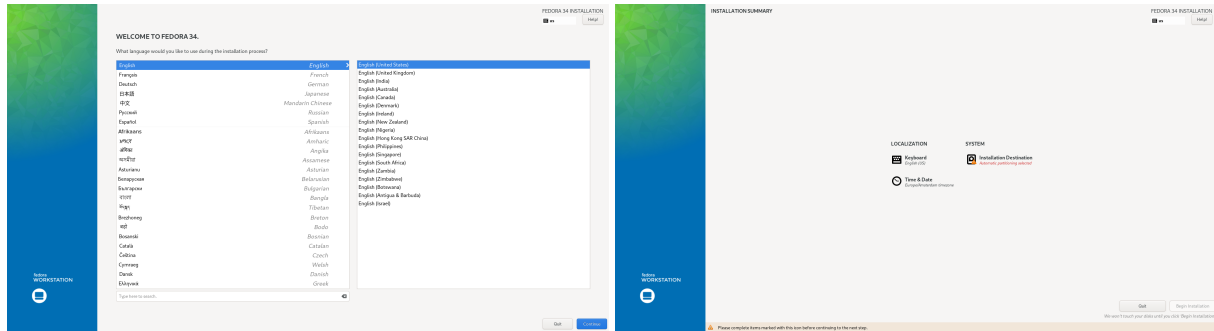 FEDORA 34 INSTALLATION
us
Help!
WELCOME TO FEDORA 34.
What language would you like to use during the installation process?
English English
Français French
Deutsch German
日本語 Japanese
中文 Mandarin Chinese
Русский Russian
Español Spanish
Afrikaans Afrikaans
አማርኛ Amharic
Angika
অসমীয়া Assamese
Asturianu Asturian
Беларуская Belarusian
Български Bulgarian
বাংলা Bangla
Tibetan
Brezhoneg Breton
बड़ो Bodo
Bosanski Bosnian
Català Catalan
Čeština Czech
Cymraeg Welsh
Dansk Danish
Ελληνικά Greek
Type here to search.
English (United States)
English (United Kingdom)
English (India)
English (Australia)
English (Canada)
English (Denmark)
English (Ireland)
English (New Zealand)
English (Nigeria)
English (Hong Kong SAR China)
English (Philippines)
English (Singapore)
English (South Africa)
English (Zambia)
English (Zimbabwe)
English (Botswana)
English (Antigua & Barbuda)
English (Israel)
fedora
WORKSTATION
Quit
Continue
INSTALLATION SUMMARY
FEDORA 34 INSTALLATION
us
Help!
LOCALIZATION
Keyboard
English (US)
Time & Date
Europe/Amsterdam timezone
SYSTEM
Installation Destination
Automatic partitioning selected
fedora
WORKSTATION
Quit
Begin Installation
We won't touch your disks until you click 'Begin Installation'.
Please complete items marked with this icon before continuing to the next step.